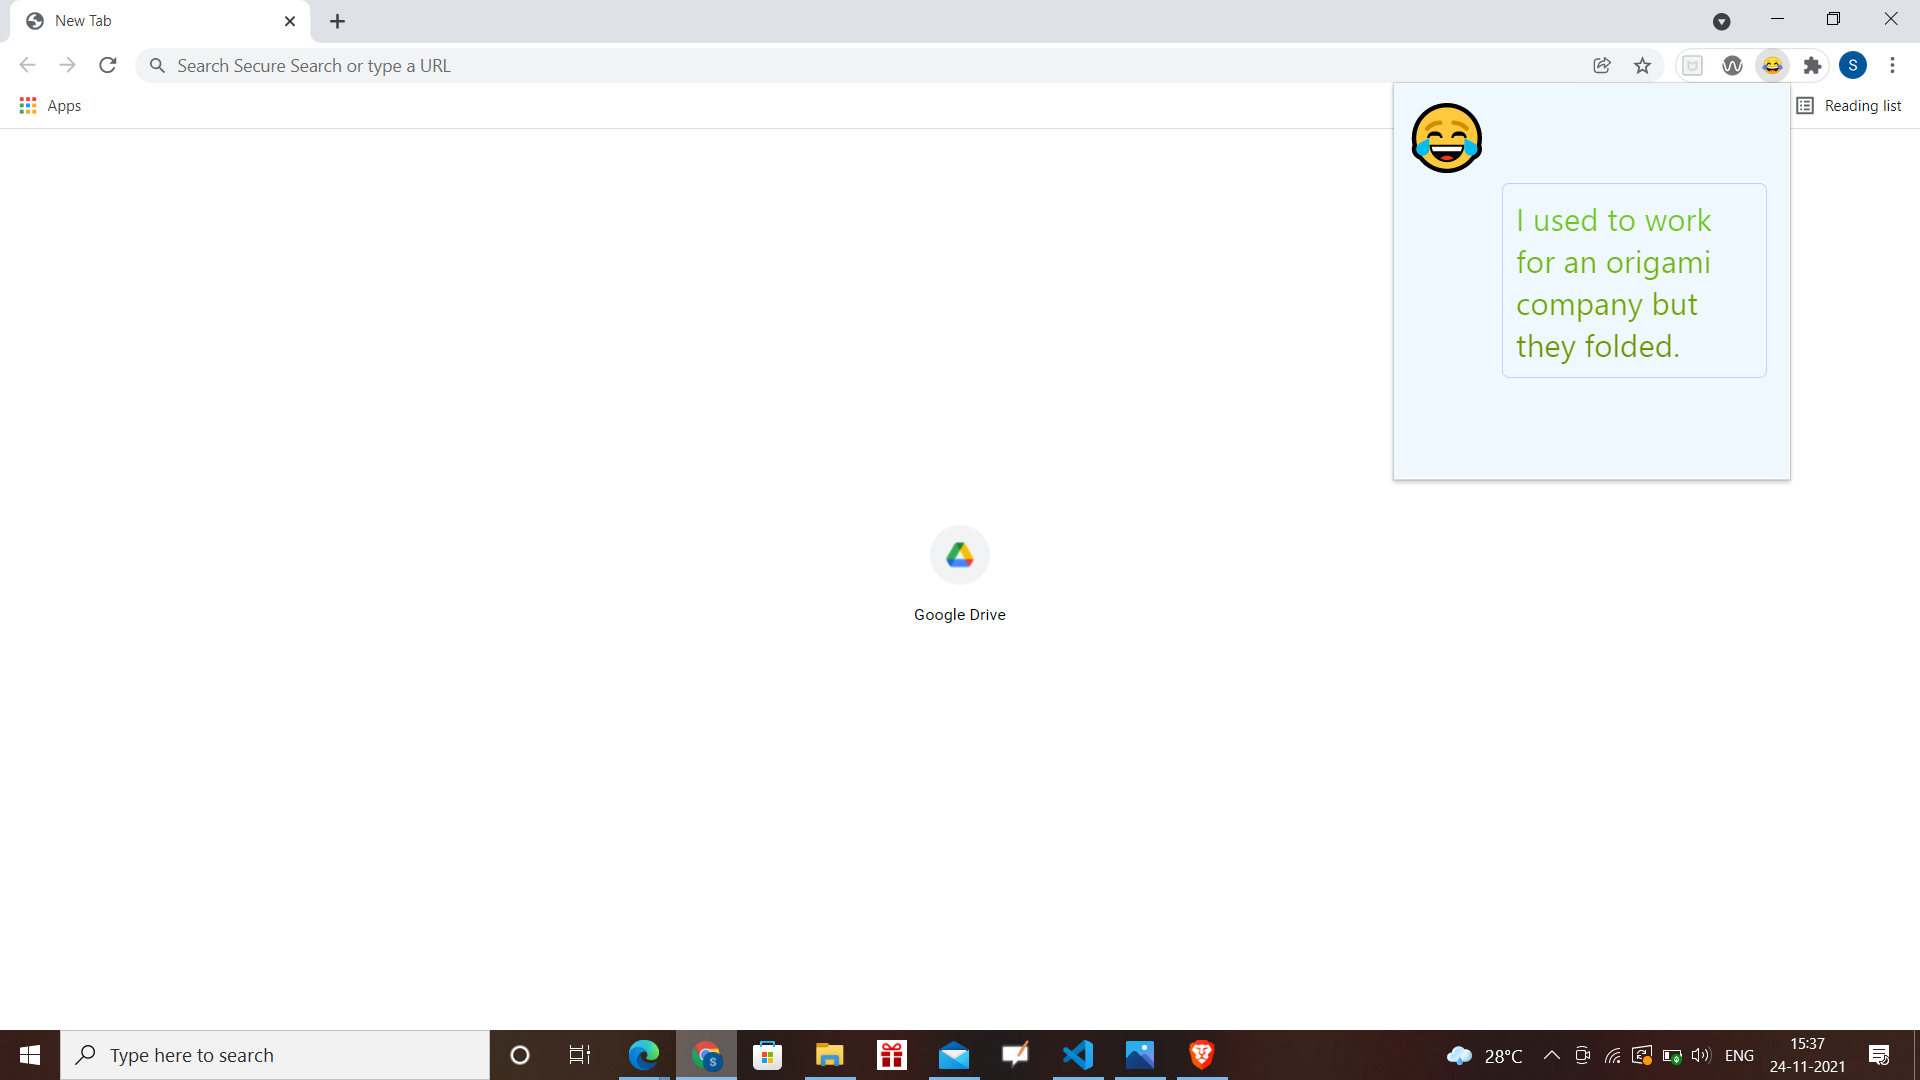 New Tab
Search Secure Search or type a URL
S
Apps
Reading list
I used to work
for an origami
company but
they folded.
Google Drive
Type here to search
S
28°C
ENG
15:37
24-11-2021